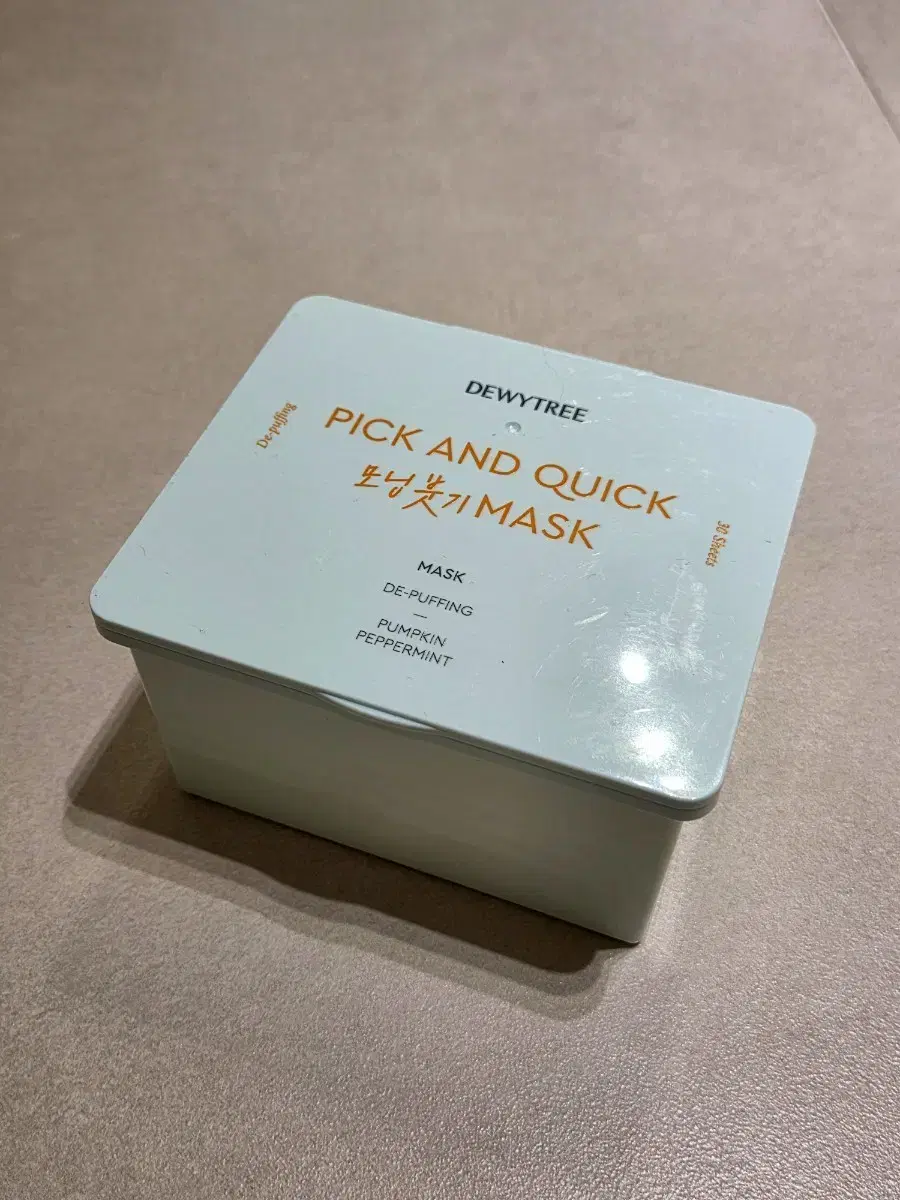 DEWYTREE
PICK AND QUICK
모닝붓기 MASK
De-puffing
30 Sheets
MASK
DE-PUFFING
—
PUMPKIN
PEPPERMINT